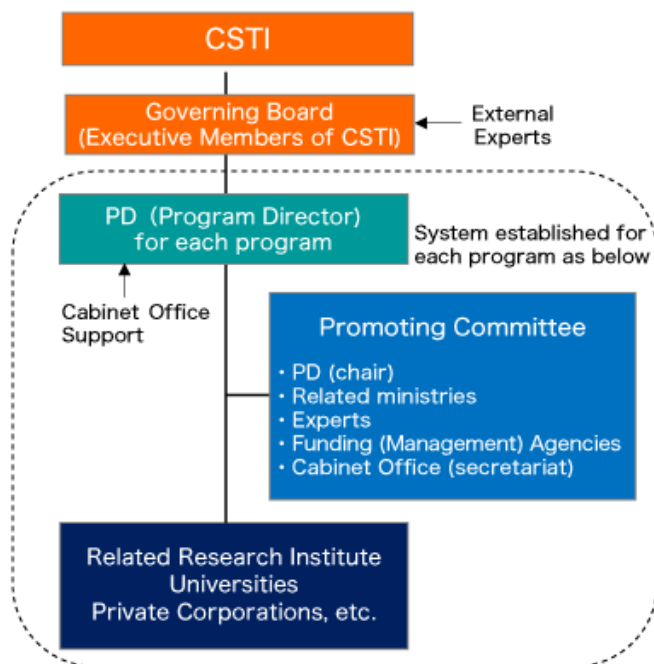 CSTI
Governing Board
(Executive Members of CSTI)
External
Experts
PD (Program Director)
for each program
System established for
each program as below
Cabinet Office
Support
Promoting Committee
・PD (chair)
・Related ministries
・Experts
・Funding (Management) Agencies
・Cabinet Office (secretariat)
Related Research Institute
Universities
Private Corporations, etc.